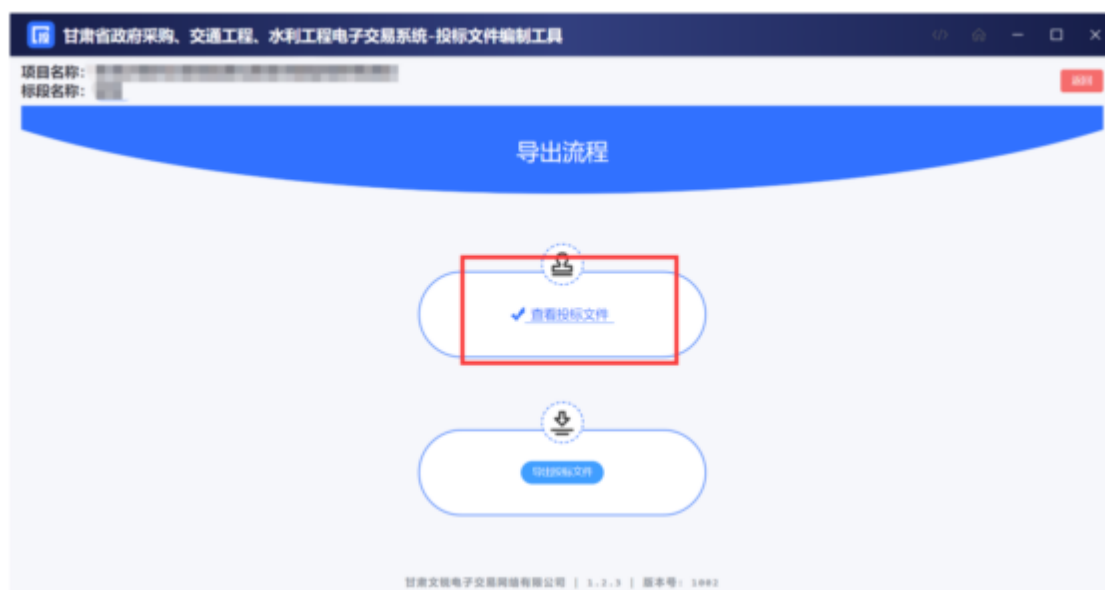 甘肃省政府采购、交通工程、水利工程电子交易系统-投标文件编制工具
项目名称：
标段名称：
返回
导出流程
查看投标文件
导出投标文件
甘肃文锐电子交易网络有限公司 | 1.2.3 | 版本号: 1002